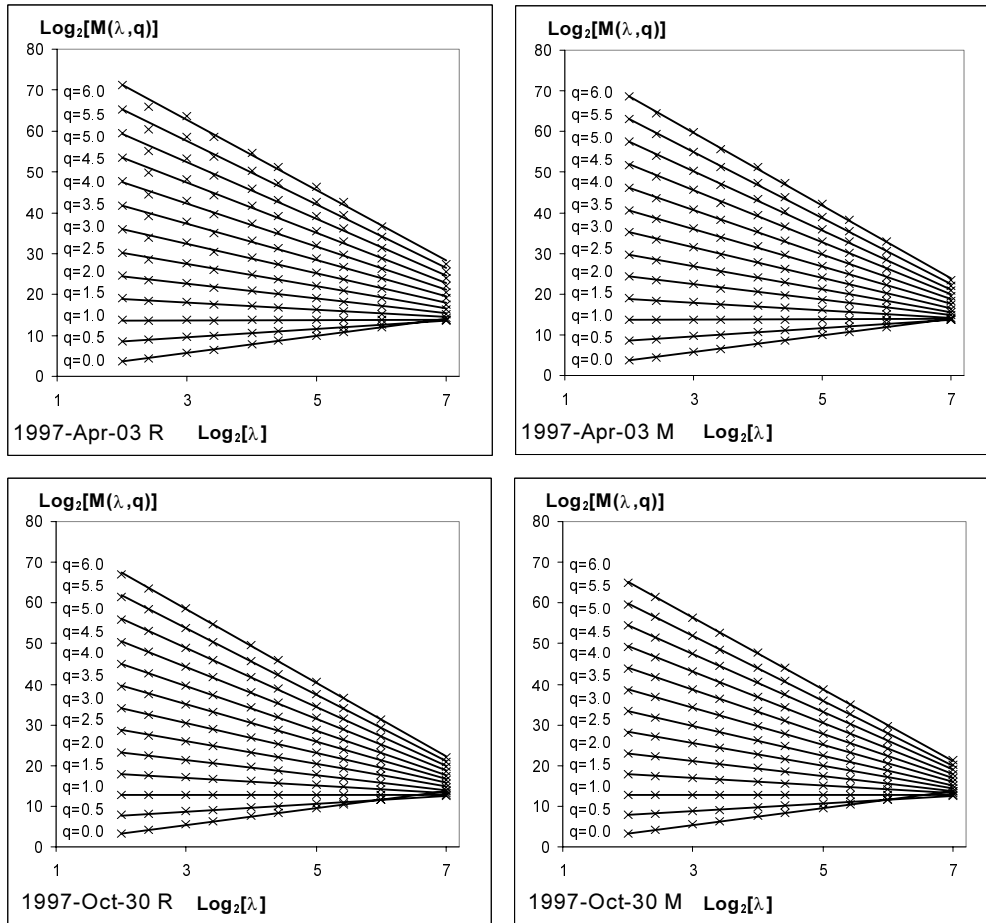 Log₂[M(λ,q)]
80
70
60
50
40
30
20
10
0
q=6.0
q=5.5
q=5.0
q=4.5
q=4.0
q=3.5
q=3.0
q=2.5
q=2.0
q=1.5
q=1.0
q=0.5
q=0.0
1 3 5 7
1997-Apr-03 R Log₂[λ]
Log₂[M(λ,q)]
80
70
60
50
40
30
20
10
0
q=6.0
q=5.5
q=5.0
q=4.5
q=4.0
q=3.5
q=3.0
q=2.5
q=2.0
q=1.5
q=1.0
q=0.5
q=0.0
1 3 5 7
1997-Apr-03 M Log₂[λ]
Log₂[M(λ,q)]
80
70
60
50
40
30
20
10
0
q=6.0
q=5.5
q=5.0
q=4.5
q=4.0
q=3.5
q=3.0
q=2.5
q=2.0
q=1.5
q=1.0
q=0.5
q=0.0
1 3 5 7
1997-Oct-30 R Log₂[λ]
Log₂[M(λ,q)]
80
70
60
50
40
30
20
10
0
q=6.0
q=5.5
q=5.0
q=4.5
q=4.0
q=3.5
q=3.0
q=2.5
q=2.0
q=1.5
q=1.0
q=0.5
q=0.0
1 3 5 7
1997-Oct-30 M Log₂[λ]